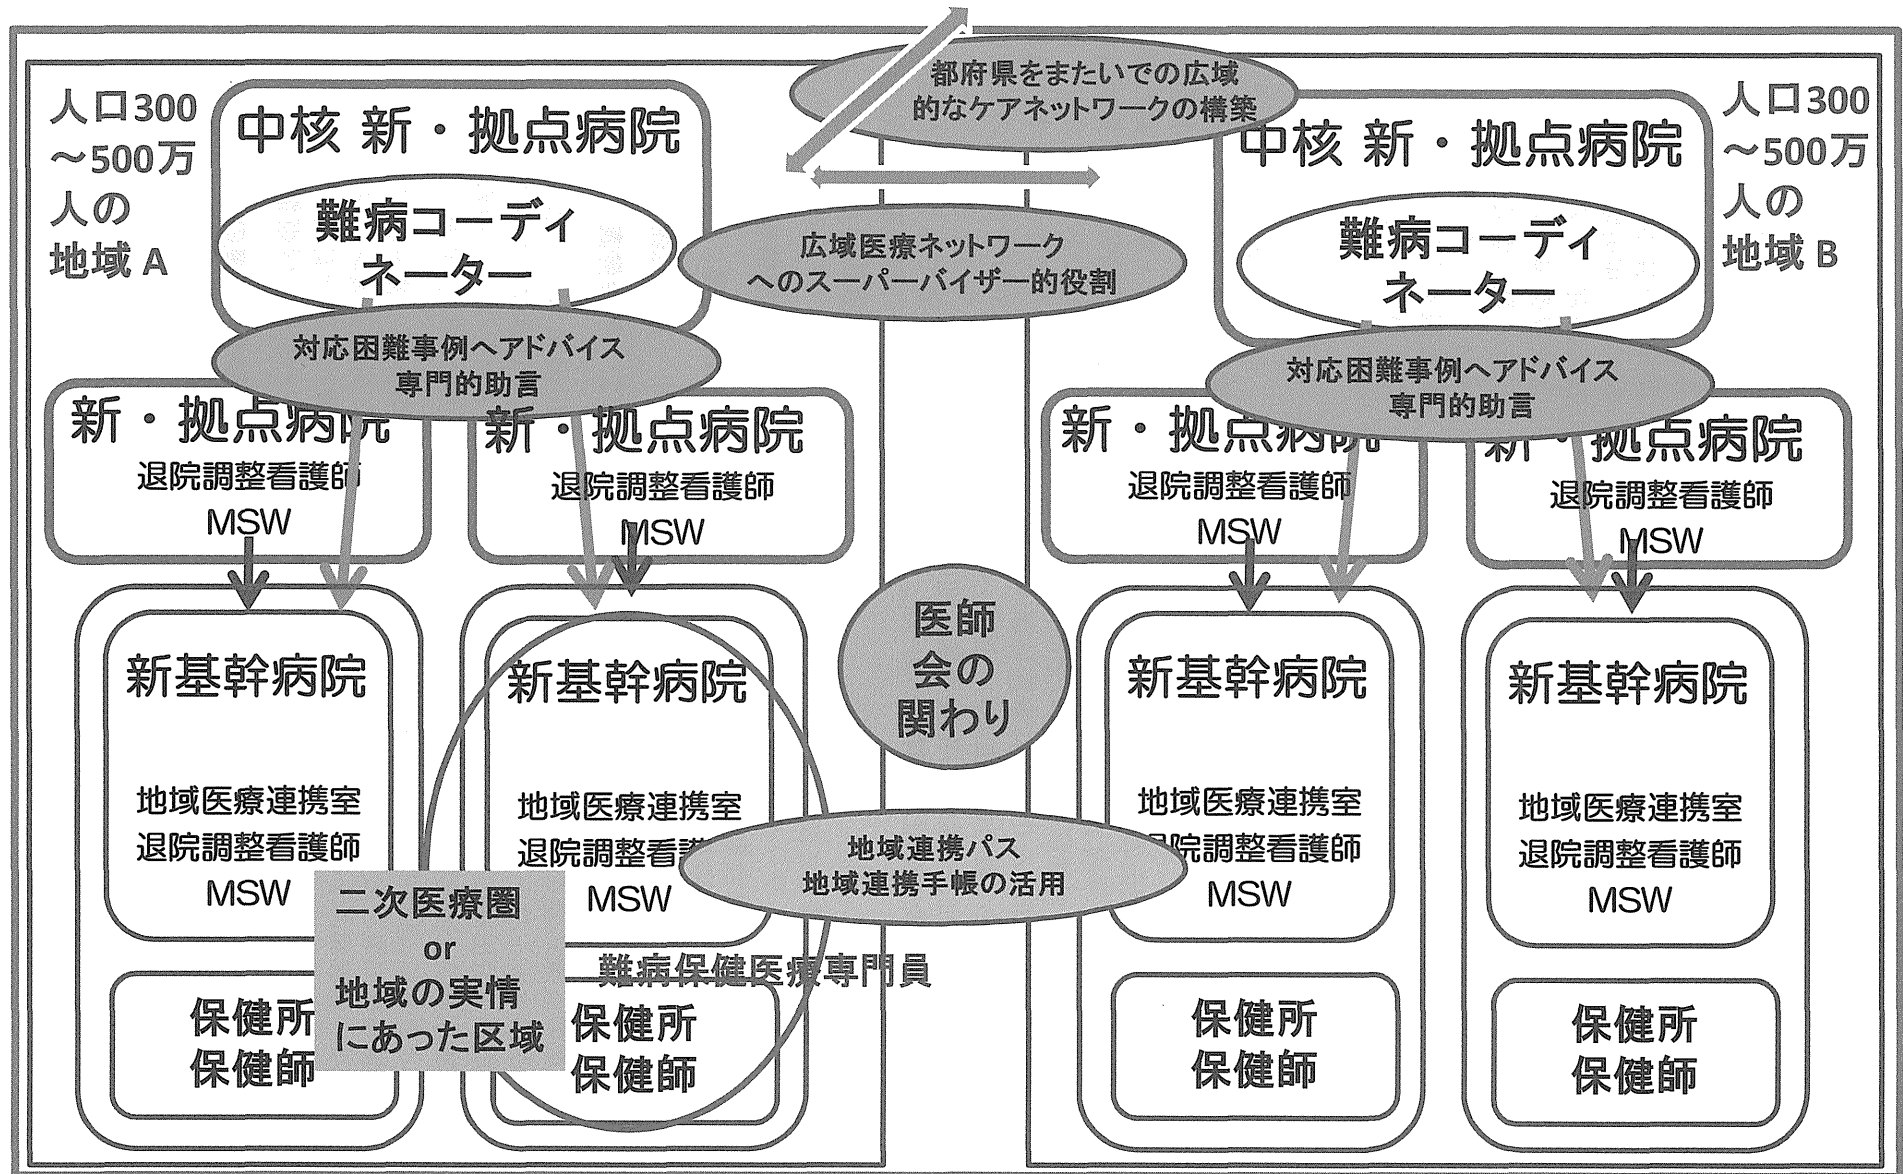 都府県をまたいでの広域
的なケアネットワークの構築
人口300
～500万
人の
地域 A
中核 新・拠点病院
難病コーディ
ネーター
広域医療ネットワーク
へのスーパーバイザー的役割
中核 新・拠点病院
難病コーディ
ネーター
人口300
～500万
人の
地域 B
対応困難事例へアドバイス
専門的助言
対応困難事例へアドバイス
専門的助言
新・拠点病院
退院調整看護師
MSW
新・拠点病院
退院調整看護師
MSW
新・拠点病院
退院調整看護師
MSW
新・拠点病院
退院調整看護師
MSW
医師
会の
関わり
新基幹病院
地域医療連携室
退院調整看護師
MSW
新基幹病院
地域医療連携室
退院調整看護
MSW
地域連携パス
地域連携手帳の活用
新基幹病院
地域医療連携室
退院調整看護師
MSW
新基幹病院
地域医療連携室
退院調整看護師
MSW
二次医療圏
or
地域の実情
にあった区域
難病保健医療専門員
保健所
保健師
保健所
保健師
保健所
保健師
保健所
保健師